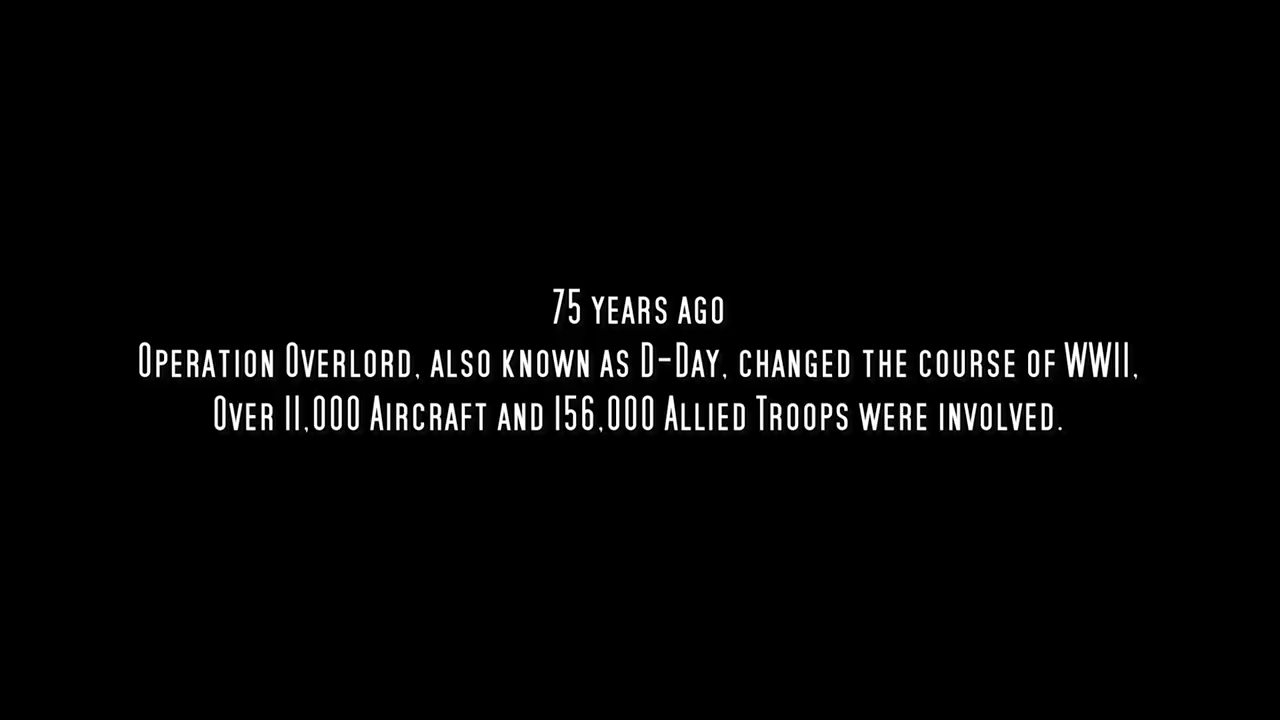 75 years ago
Operation Overlord, also known as D-Day, changed the course of WWII,
Over 11,000 Aircraft and 156,000 Allied Troops were involved.